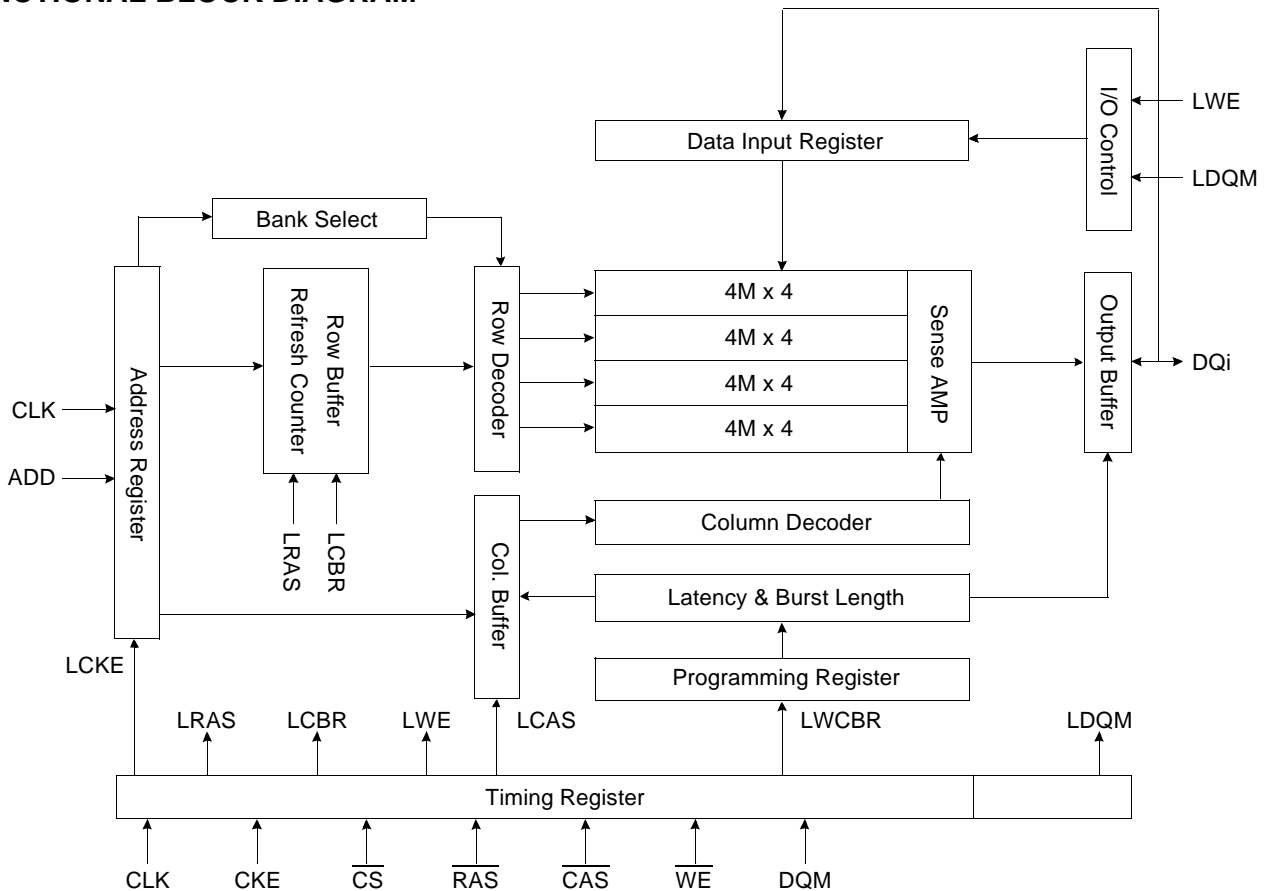 NCTIONAL BLOCK DIAGRAM
I/O Control
LWE
LDQM
Data Input Register
Bank Select
Address Register
CLK
ADD
Refresh Counter
Row Buffer
Row Decoder
4M x 4
4M x 4
4M x 4
4M x 4
Sense AMP
Output Buffer
DQi
LRAS
LCBR
Col. Buffer
Column Decoder
Latency & Burst Length
Programming Register
LCKE
LRAS
LCBR
LWE
LCAS
LWCBR
LDQM
Timing Register
CLK
CKE
CS
RAS
CAS
WE
DQM